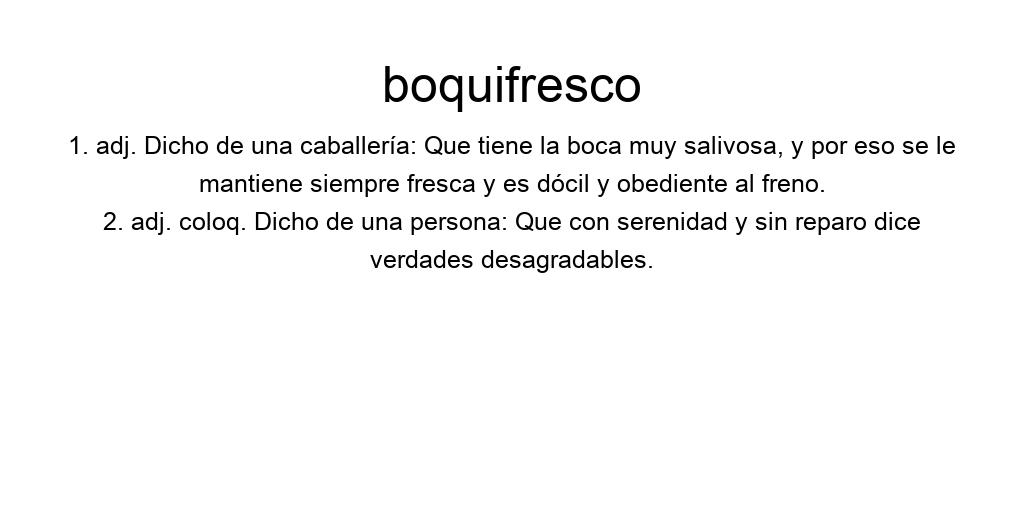 boquifresco
1. adj. Dicho de una caballería: Que tiene la boca muy salivosa, y por eso se le
mantiene siempre fresca y es dócil y obediente al freno.
2. adj. coloq. Dicho de una persona: Que con serenidad y sin reparo dice
verdades desagradables.